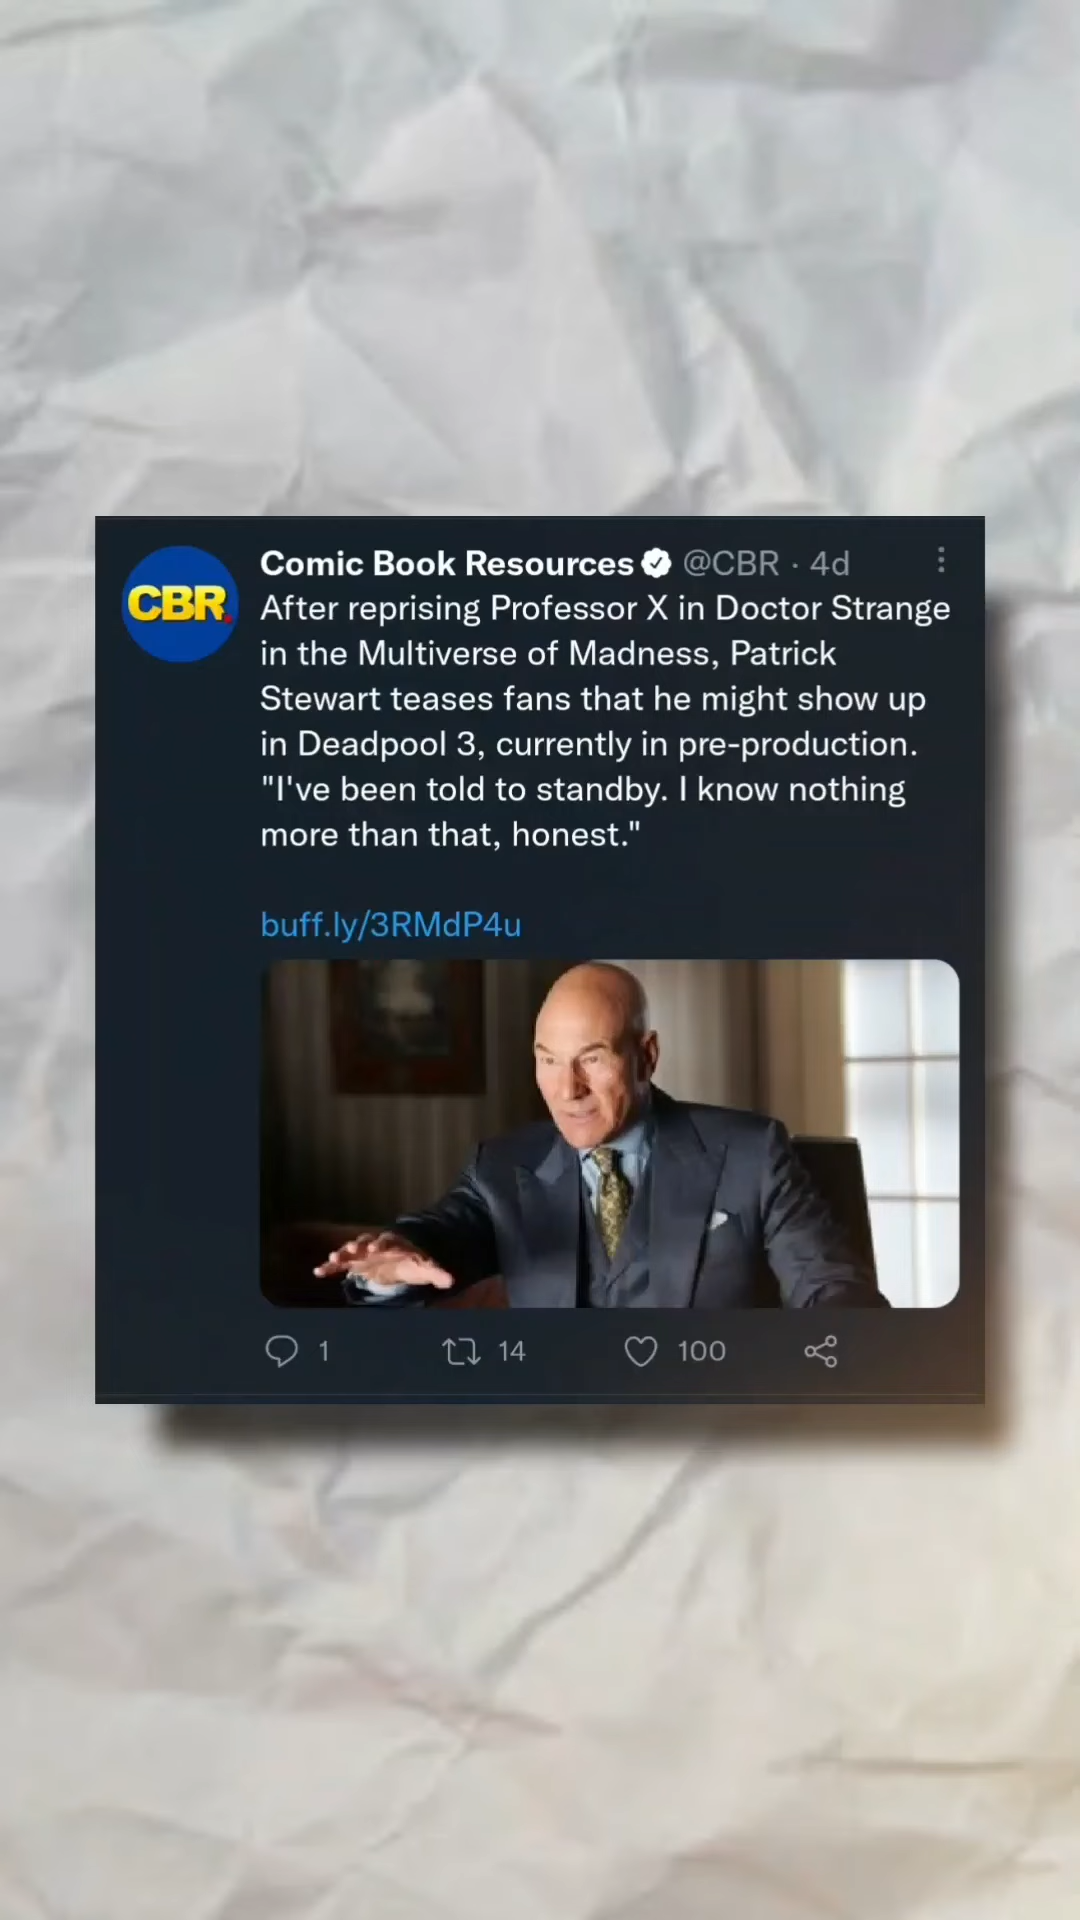 CBR.
Comic Book Resources @CBR · 4d
After reprising Professor X in Doctor Strange
in the Multiverse of Madness, Patrick
Stewart teases fans that he might show up
in Deadpool 3, currently in pre-production.
"I've been told to standby. I know nothing
more than that, honest."
buff.ly/3RMdP4u
1 14 100